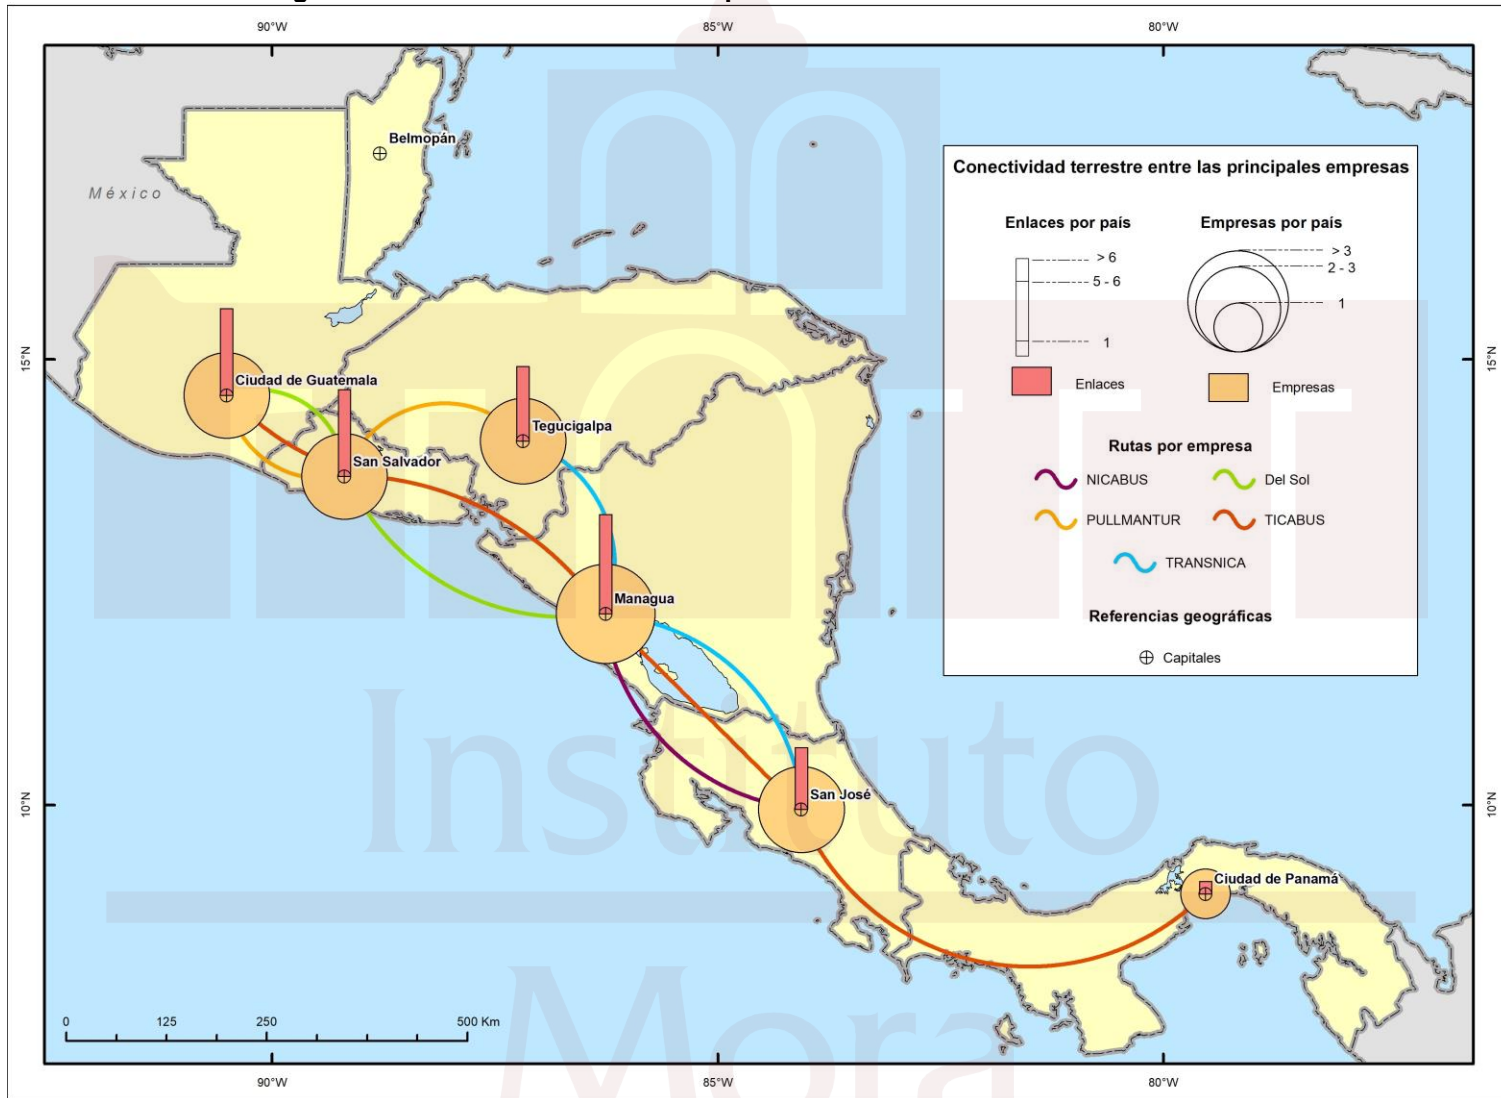 90°W
85°W
80°W
Belmopán
México
Conectividad terrestre entre las principales empresas
Enlaces por país
Empresas por país
> 6
5 - 6
1
> 3
2 - 3
1
Enlaces
Empresas
Rutas por empresa
NICABUS
Del Sol
PULLMANTUR
TICABUS
TRANSNICA
Referencias geográficas
Capitales
15°N
15°N
Ciudad de Guatemala
Tegucigalpa
San Salvador
Managua
San José
10°N
10°N
Ciudad de Panamá
Instituto
Mora
0 125 250 500 Km
90°W
85°W
80°W